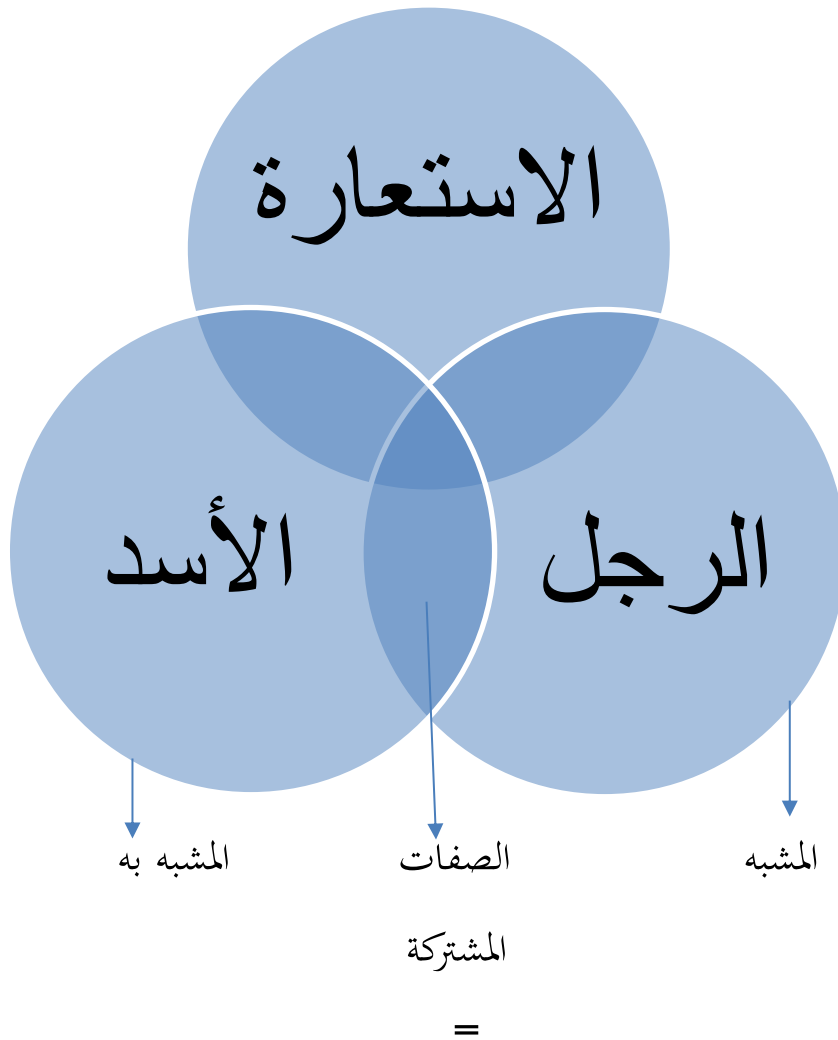 الاستعارة
الرجل
الأسد
المشبه
الصفات
المشبه به
المشتركة
=